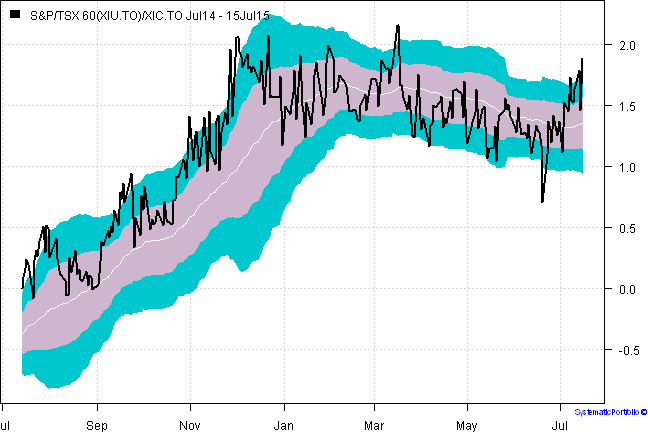 S&P/TSX 60(XIU.TO)/XIC.TO Jul14 - 15Jul15
2.0
1.5
1.0
0.5
0.0
-0.5
ul Sep Nov Jan Mar May Jul
SystematicPortfolio ©